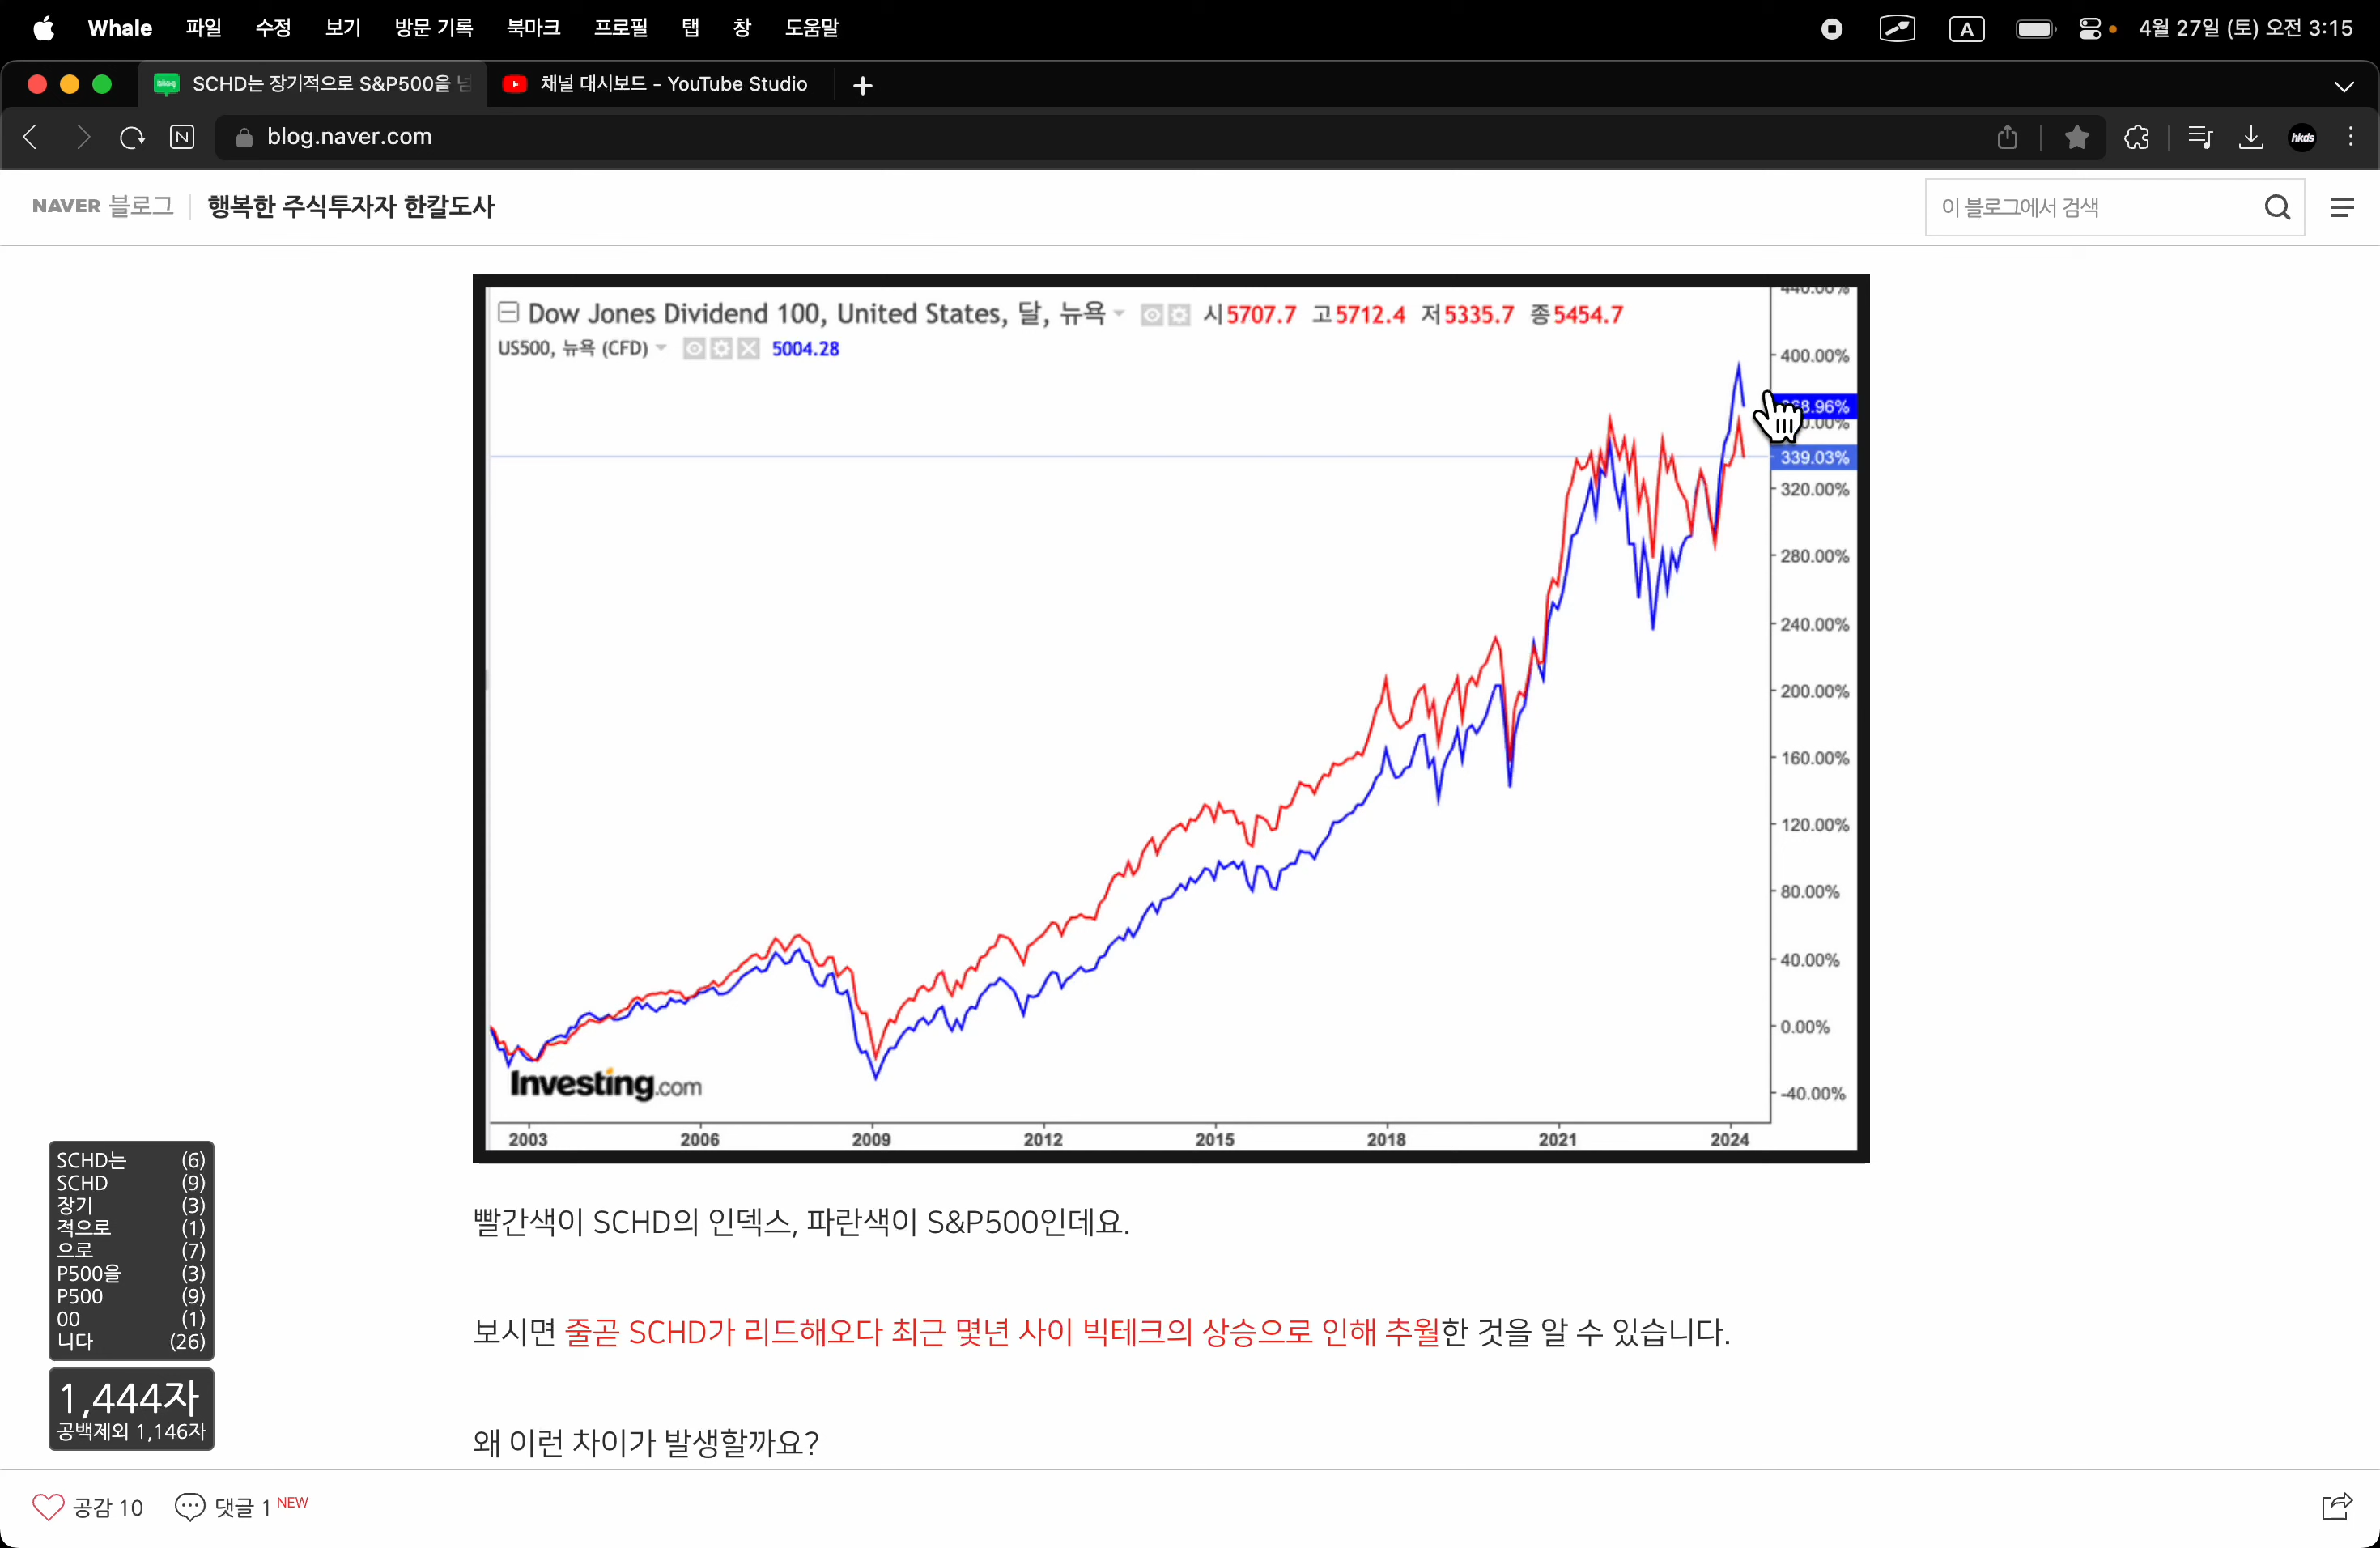 Whale 파일 수정 보기 방문 기록 북마크 프로필 탭 창 도움말 A 4월 27일 (토) 오전 3:15
blog SCHD는 장기적으로 S&P500을 채널 대시보드 - YouTube Studio
N blog.naver.com hkds
NAVER 블로그 행복한 주식투자자 한칼도사 이 블로그에서 검색
Dow Jones Dividend 100, United States, 달, 뉴욕 시5707.7 고5712.4 저5335.7 종5454.7
US500, 뉴욕 (CFD) 5004.28
440.00%
400.00%
339.03%
320.00%
280.00%
240.00%
200.00%
160.00%
120.00%
80.00%
40.00%
0.00%
-40.00%
Investing.com
2003 2006 2009 2012 2015 2018 2021 2024
빨간색이 SCHD의 인덱스, 파란색이 S&P500인데요.
보시면 줄곧 SCHD가 리드해오다 최근 몇년 사이 빅테크의 상승으로 인해 추월한 것을 알 수 있습니다.
왜 이런 차이가 발생할까요?
SCHD는 (6)
SCHD (9)
장기 (3)
적으로 (1)
으로 (7)
P500을 (3)
P500 (9)
00 (1)
니다 (26)
1,444자
공백제외 1,146자
공감 10 댓글 1 NEW